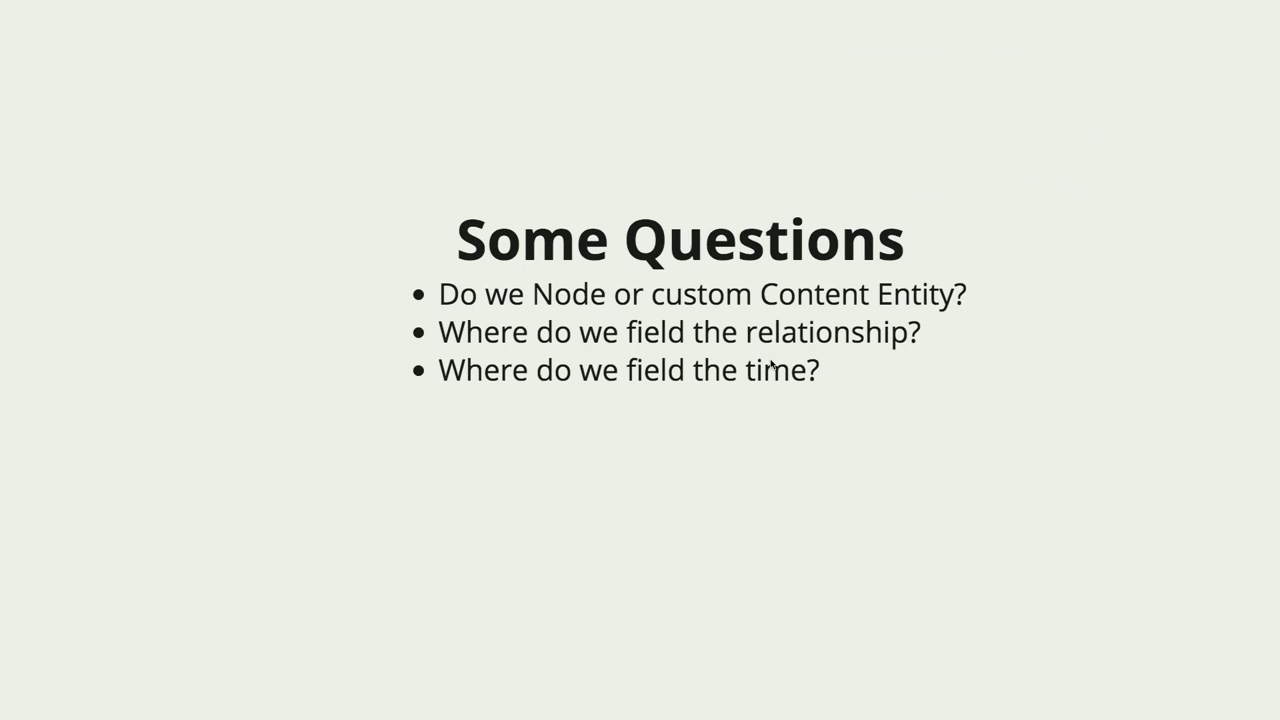 Some Questions
• Do we Node or custom Content Entity?
• Where do we field the relationship?
• Where do we field the time?